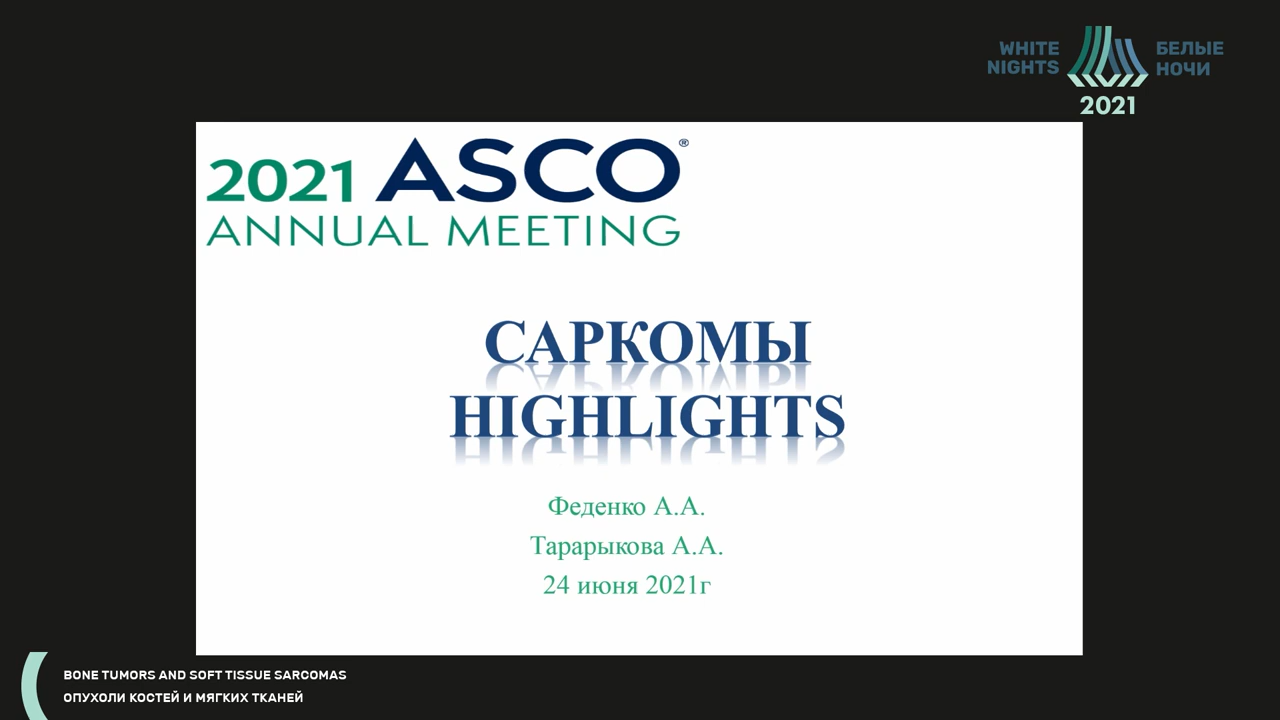 WHITE NIGHTS
БЕЛЫЕ НОЧИ
2021
2021 ASCO®
ANNUAL MEETING
САРКОМЫ
HIGHLIGHTS
Феденко А.А.
Тарарыкова А.А.
24 июня 2021г
BONE TUMORS AND SOFT TISSUE SARCOMAS
ОПУХОЛИ КОСТЕЙ И МЯГКИХ ТКАНЕЙ